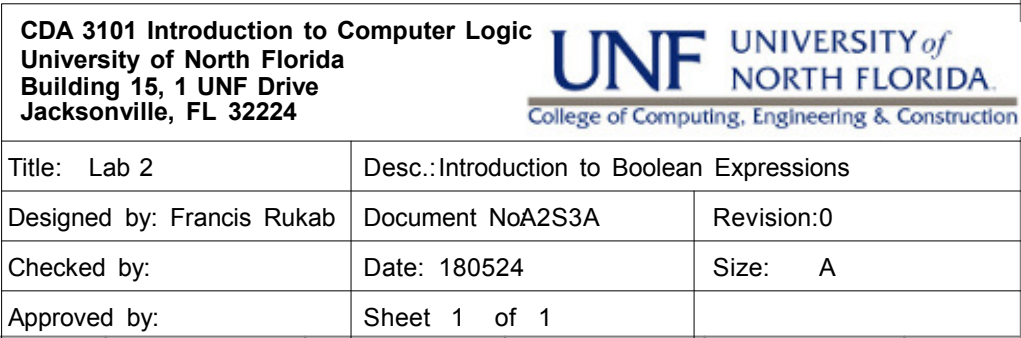 CDA 3101 Introduction to Computer Logic
University of North Florida
Building 15, 1 UNF Drive
Jacksonville, FL 32224
UNF UNIVERSITY of
NORTH FLORIDA.
College of Computing, Engineering & Construction
Title: Lab 2 Desc.:Introduction to Boolean Expressions
Designed by: Francis Rukab Document NoA2S3A Revision:0
Checked by: Date: 180524 Size: A
Approved by: Sheet 1 of 1